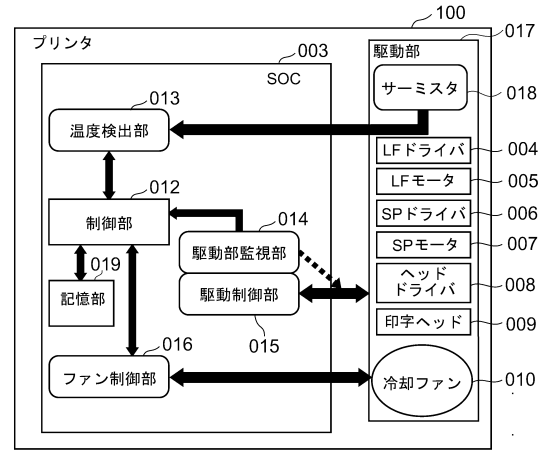 100
017
プリンタ
003
駆動部
SOC
サーミスタ
018
013
温度検出部
LFドライバ
004
LFモータ
005
012
制御部
SPドライバ
006
014
SPモータ
007
駆動部監視部
019
記憶部
ヘッド
ドライバ
008
駆動制御部
015
印字ヘッド
009
016
ファン制御部
冷却ファン
010